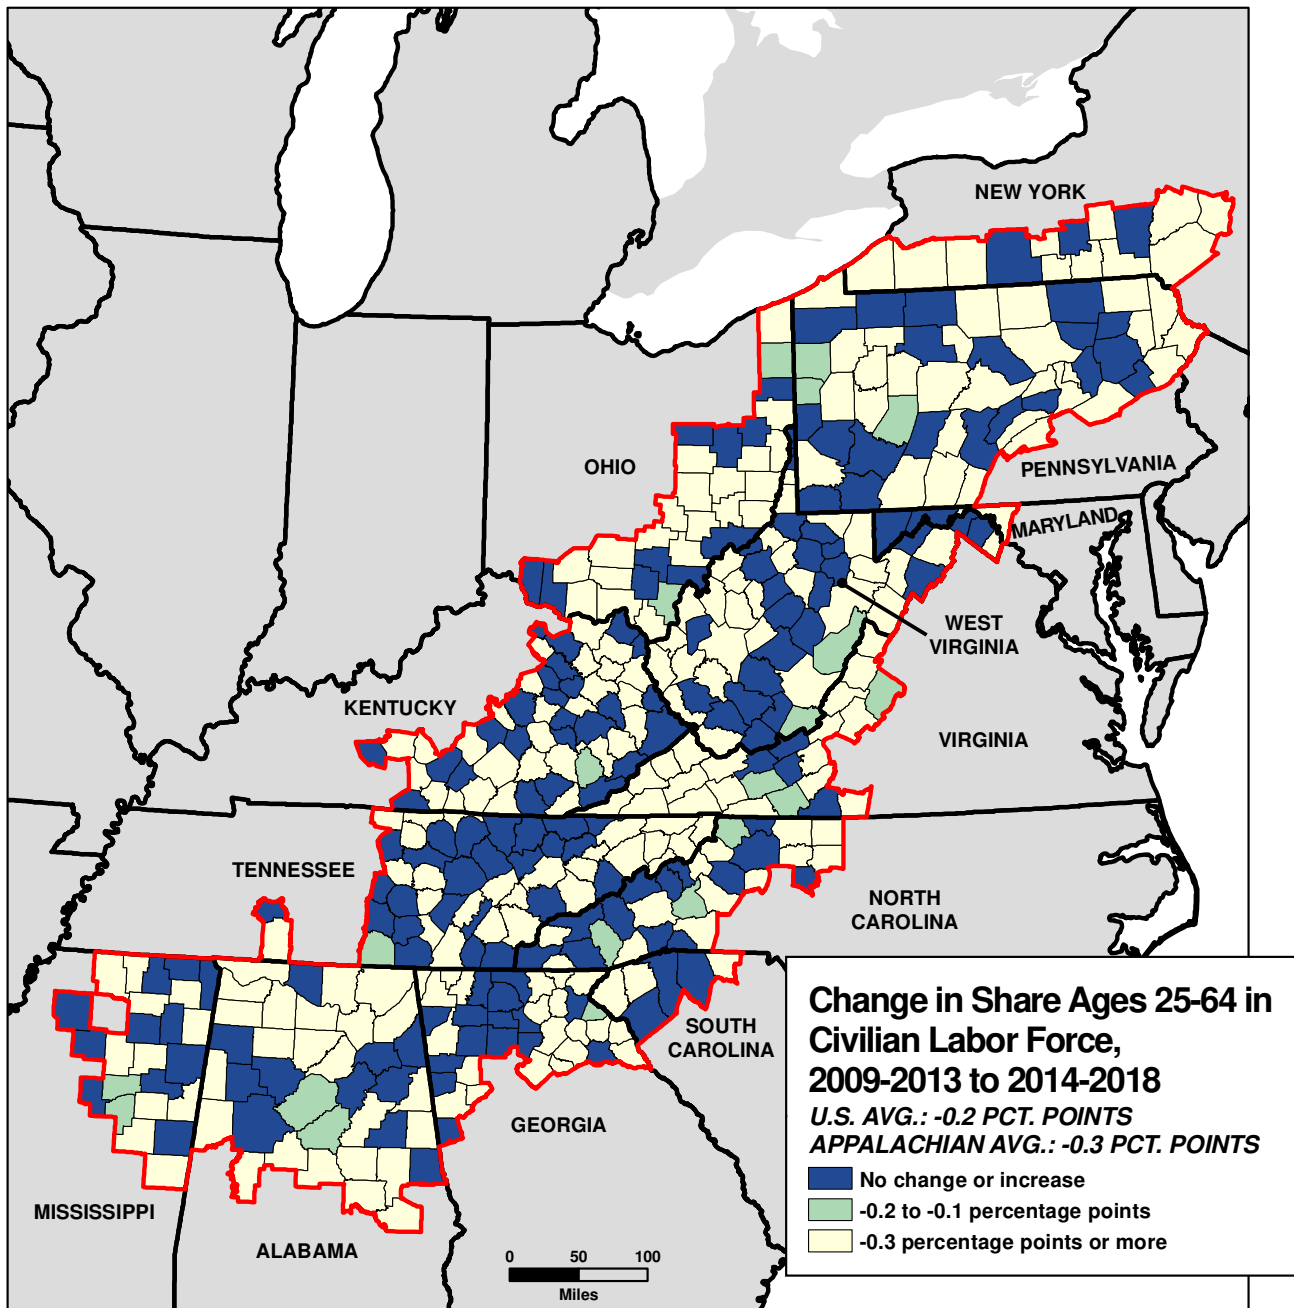 NEW YORK
OHIO
PENNSYLVANIA
MARYLAND
WEST
VIRGINIA
KENTUCKY
VIRGINIA
TENNESSEE
NORTH
CAROLINA
SOUTH
CAROLINA
GEORGIA
MISSISSIPPI
ALABAMA
Change in Share Ages 25-64 in
Civilian Labor Force,
2009-2013 to 2014-2018
U.S. AVG.: -0.2 PCT. POINTS
APPALACHIAN AVG.: -0.3 PCT. POINTS
No change or increase
-0.2 to -0.1 percentage points
-0.3 percentage points or more
0 50 100
Miles